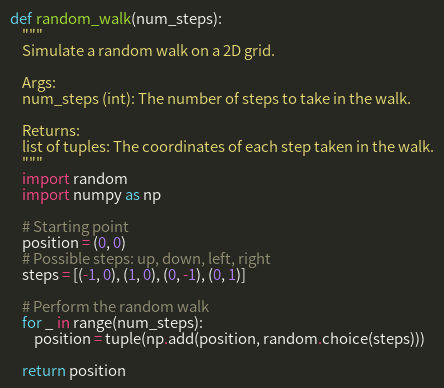 def random_walk(num_steps):
    """
    Simulate a random walk on a 2D grid.

    Args:
    num_steps (int): The number of steps to take in the walk.

    Returns:
    list of tuples: The coordinates of each step taken in the walk.
    """
    import random
    import numpy as np

    # Starting point
    position = (0, 0)
    # Possible steps: up, down, left, right
    steps = [(-1, 0), (1, 0), (0, -1), (0, 1)]

    # Perform the random walk
    for _ in range(num_steps):
        position = tuple(np.add(position, random.choice(steps)))

    return position